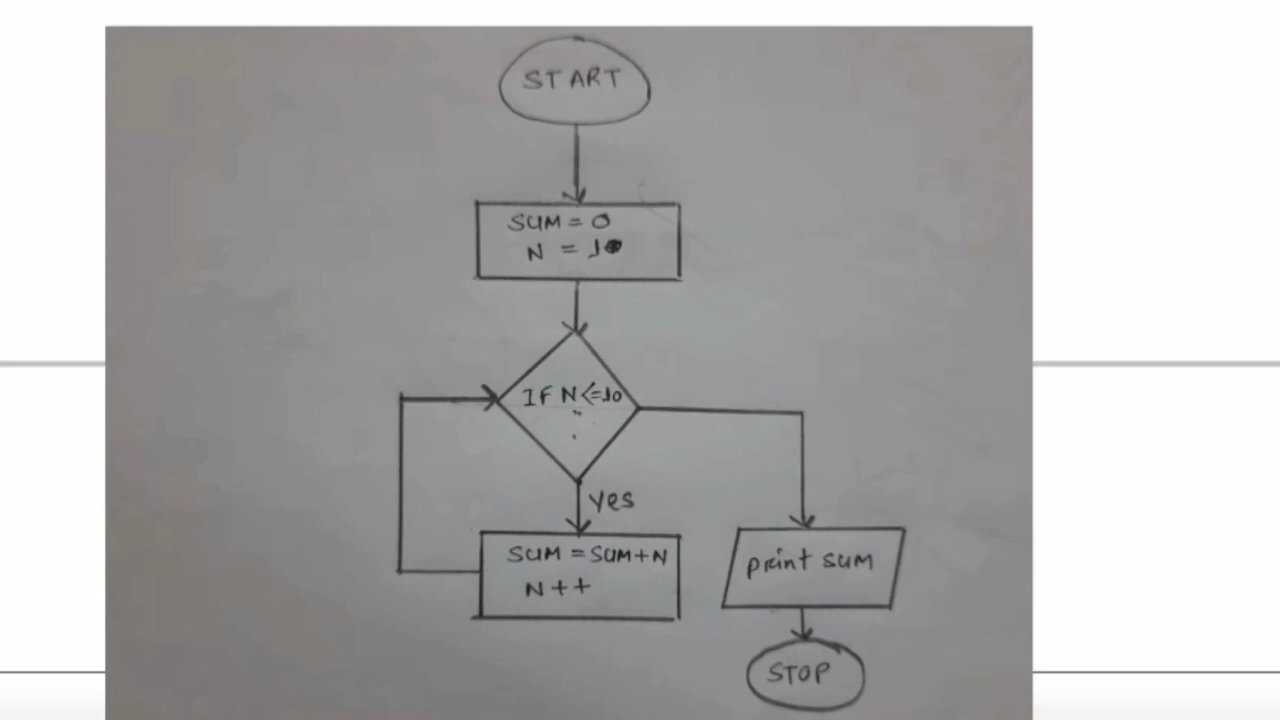 START
SUM = 0
N = 1
IF N<=10
Yes
SUM = SUM+N
N++
print SUM
STOP